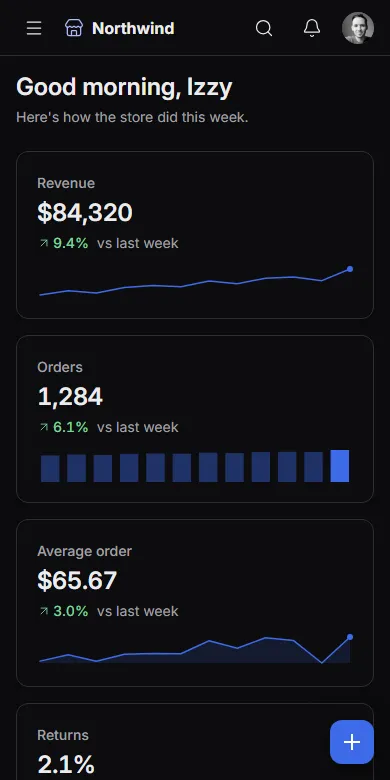 Northwind
Good morning, Izzy
Here's how the store did this week.
Revenue
$84,320
9.4% vs last week
Orders
1,284
6.1% vs last week
Average order
$65.67
3.0% vs last week
Returns
2.1%